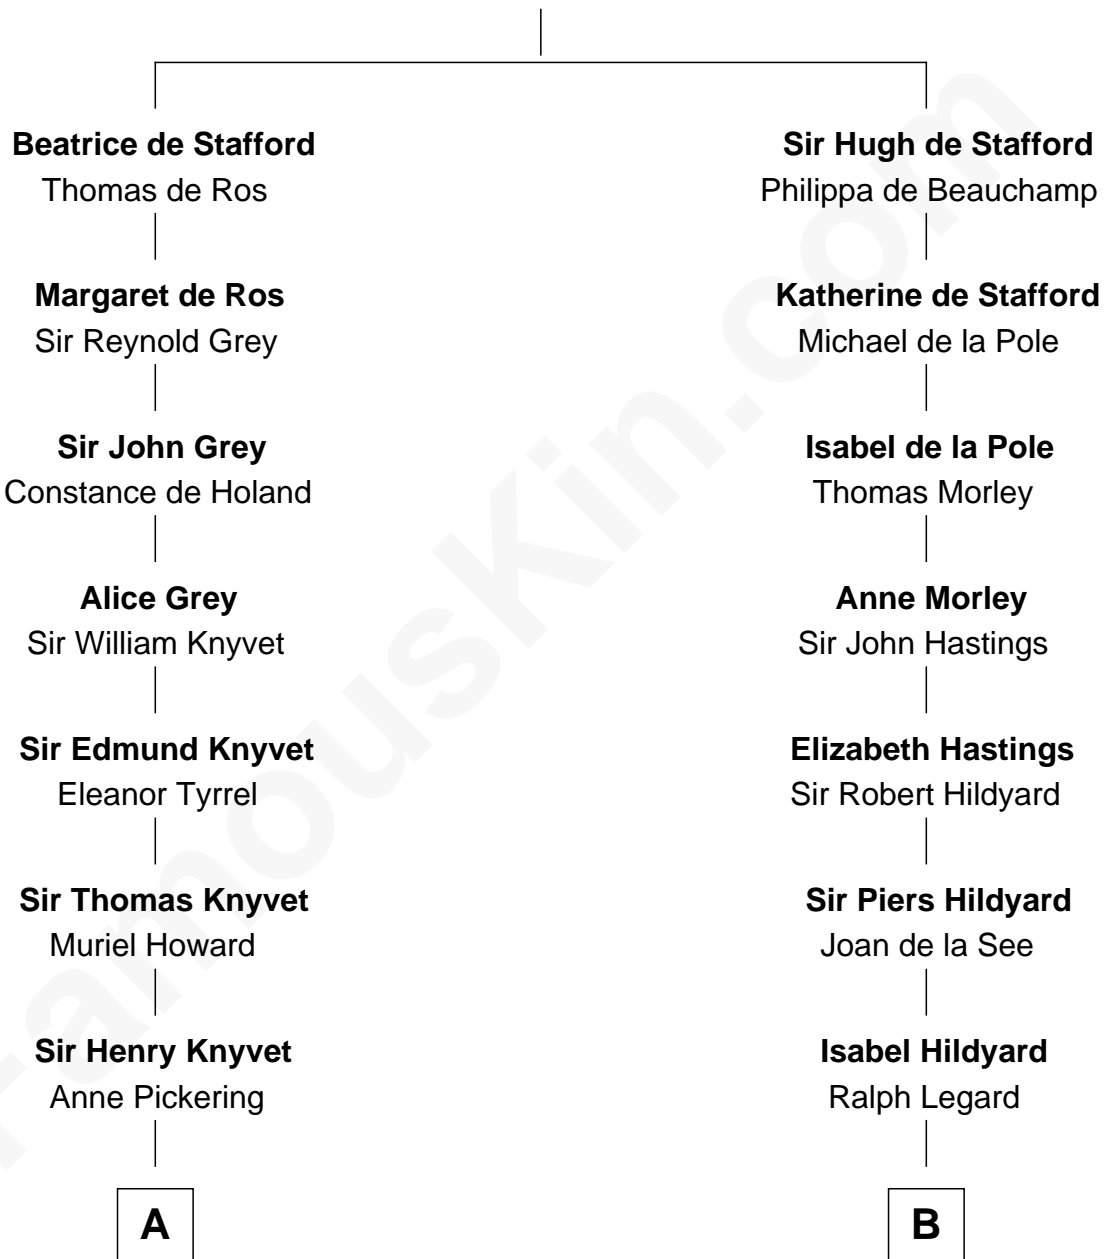 Beatrice de Stafford
Thomas de Ros
Margaret de Ros
Sir Reynold Grey
Sir John Grey
Constance de Holand
Alice Grey
Sir William Knyvet
Sir Edmund Knyvet
Eleanor Tyrrel
Sir Thomas Knyvet
Muriel Howard
Sir Henry Knyvet
Anne Pickering
A
Sir Hugh de Stafford
Philippa de Beauchamp
Katherine de Stafford
Michael de la Pole
Isabel de la Pole
Thomas Morley
Anne Morley
Sir John Hastings
Elizabeth Hastings
Sir Robert Hildyard
Sir Piers Hildyard
Joan de la See
Isabel Hildyard
Ralph Legard
B
FamousKin.com